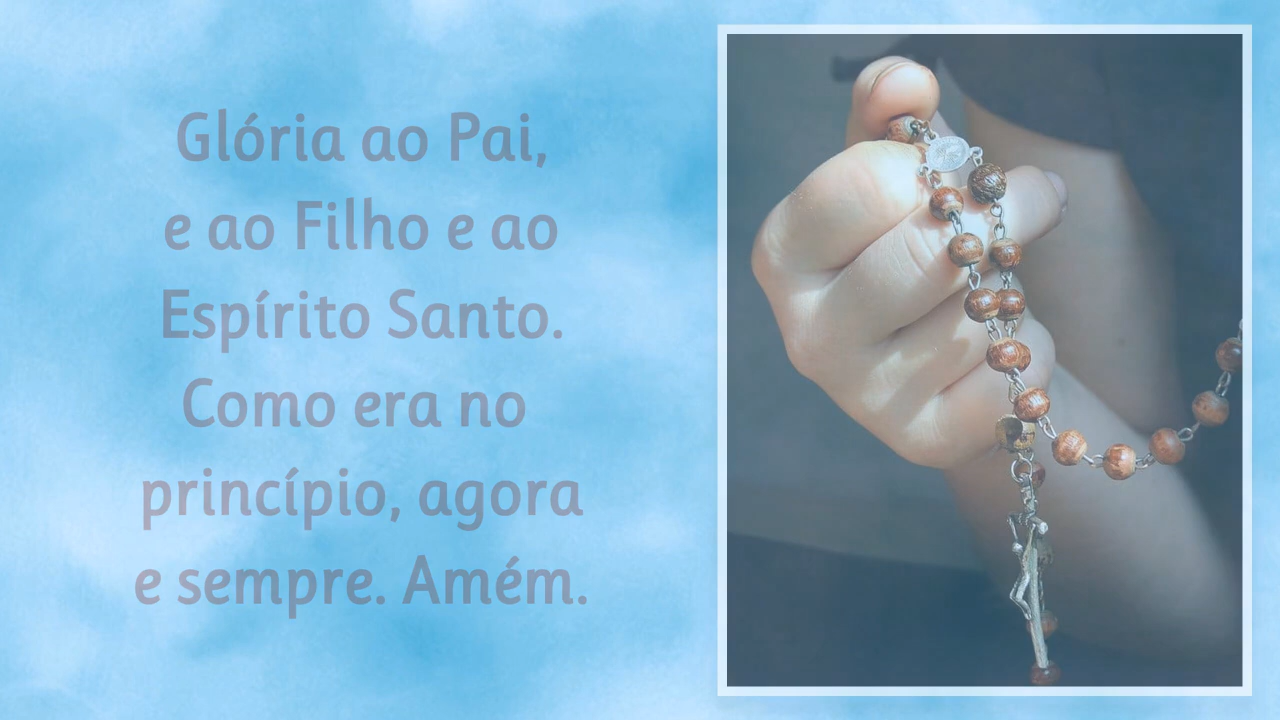 Glória ao Pai,
e ao Filho e ao
Espírito Santo.
Como era no
princípio, agora
e sempre. Amém.